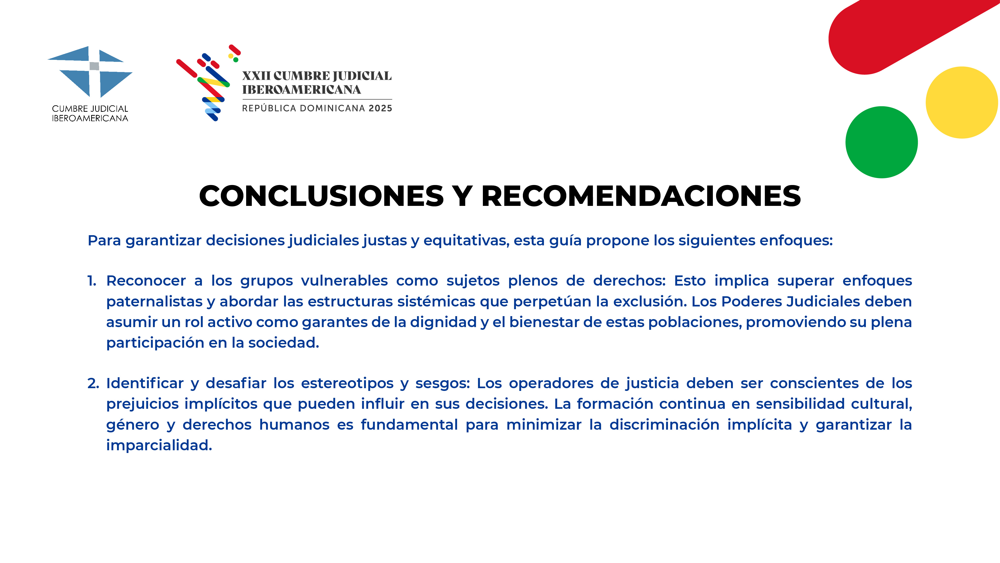 CUMBRE JUDICIAL
IBEROAMERICANA
XXII CUMBRE JUDICIAL
IBEROAMERICANA
REPÚBLICA DOMINICANA 2025
CONCLUSIONES Y RECOMENDACIONES
Para garantizar decisiones judiciales justas y equitativas, esta guía propone los siguientes enfoques:
1. Reconocer a los grupos vulnerables como sujetos plenos de derechos: Esto implica superar enfoques
paternalistas y abordar las estructuras sistémicas que perpetúan la exclusión. Los Poderes Judiciales deben
asumir un rol activo como garantes de la dignidad y el bienestar de estas poblaciones, promoviendo su plena
participación en la sociedad.
2. Identificar y desafiar los estereotipos y sesgos: Los operadores de justicia deben ser conscientes de los
prejuicios implícitos que pueden influir en sus decisiones. La formación continua en sensibilidad cultural,
género y derechos humanos es fundamental para minimizar la discriminación implícita y garantizar la
imparcialidad.